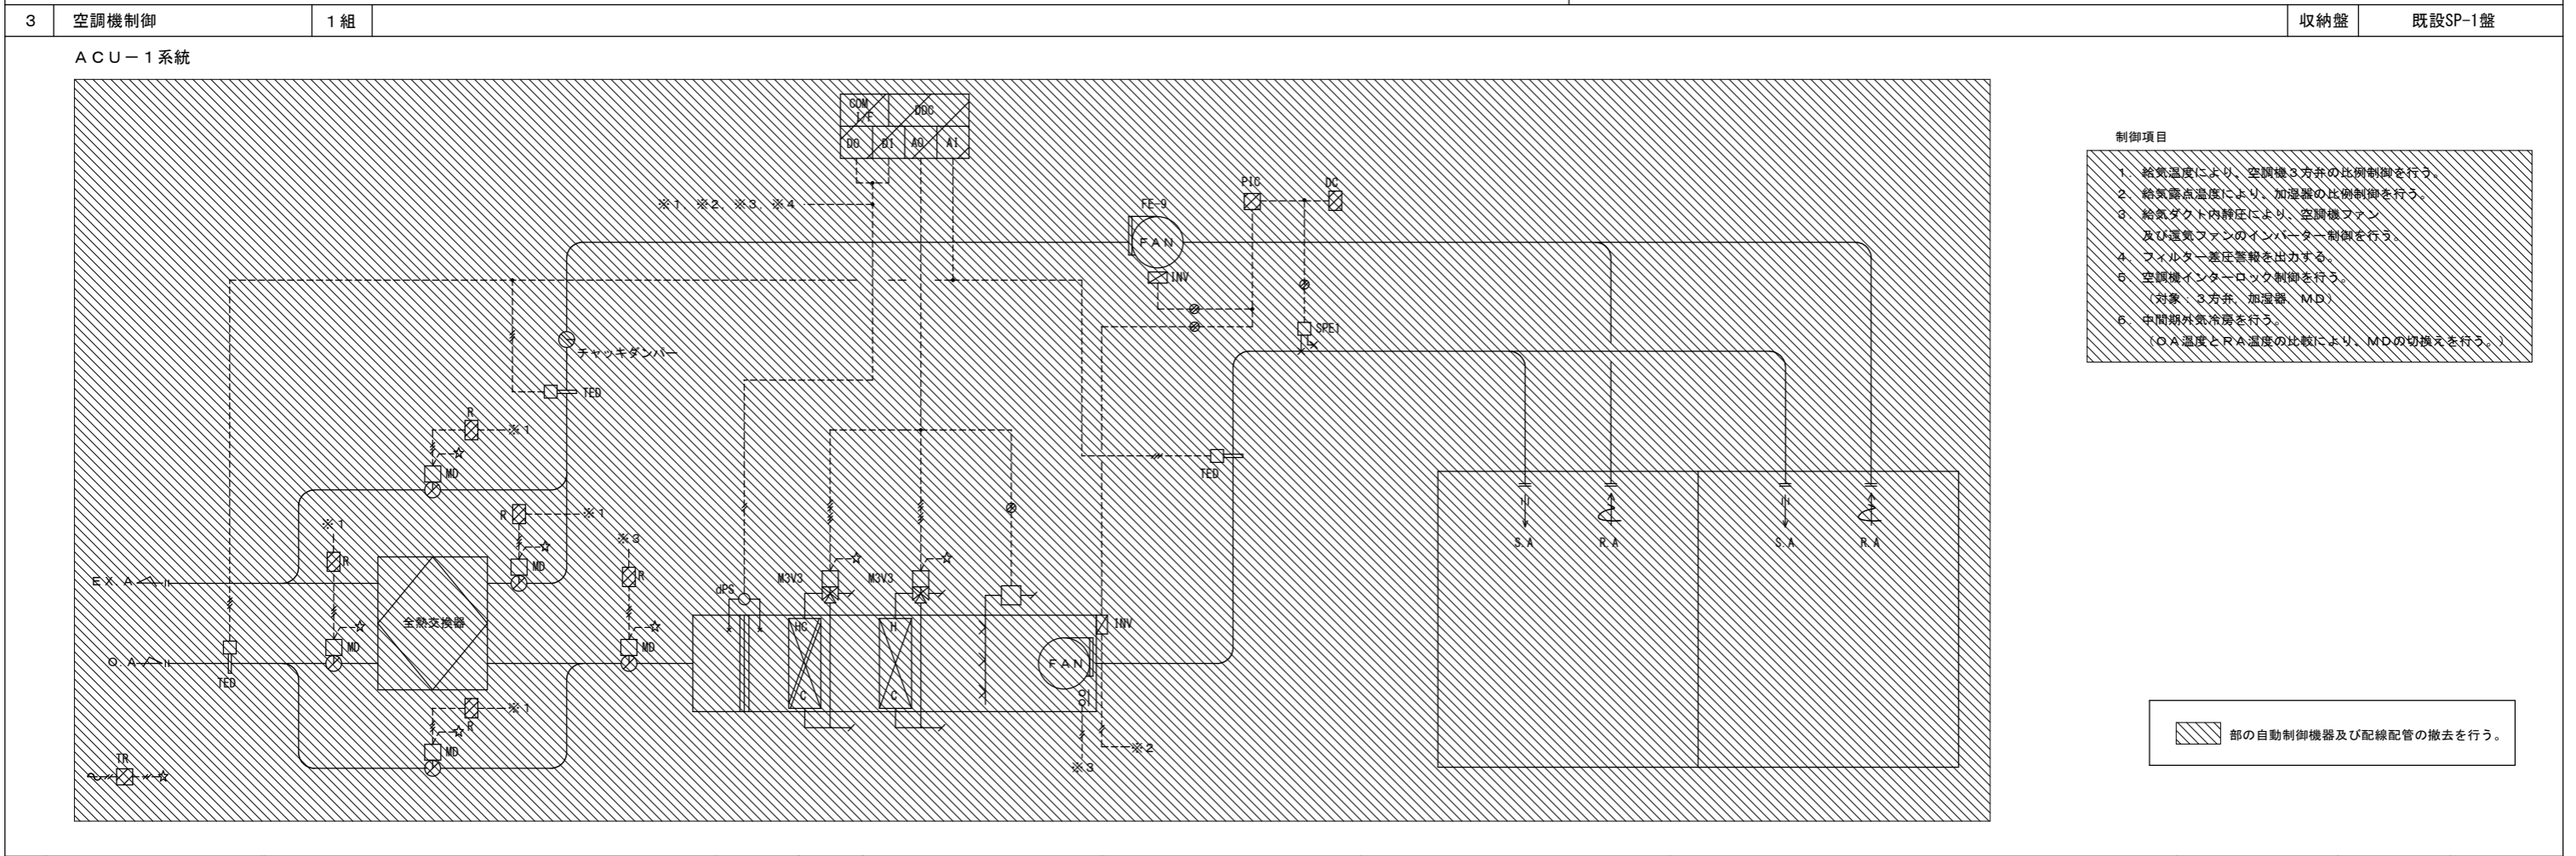 3 空調機制御 1組 収納盤 既設SP-1盤
ACU-1系統
COM I/F DDC
DO DI AO AI
※1, ※2, ※3, ※4
FE-9
FAN
INV
PIC DC
SPE1
チャッキダンパー
TED
R ※1
MD
R ※1
MD
※1
R
MD
※3
R
MD
EX.A
O.A
TED
全熱交換器
R ※1
MD
TR
dPS
M3V3 M3V3
HC H
C C
FAN
INV
※2
※3
TED
S.A R.A S.A R.A
制御項目
1. 給気温度により、空調機3方弁の比例制御を行う。
2. 給気露点温度により、加湿器の比例制御を行う。
3. 給気ダクト内静圧により、空調機ファン
及び還気ファンのインバーター制御を行う。
4. フィルター差圧警報を出力する。
5. 空調機インターロック制御を行う。
(対象:3方弁、加湿器、MD)
6. 中間期外気冷房を行う。
(OA温度とRA温度の比較により、MDの切換えを行う。)
部の自動制御機器及び配線配管の撤去を行う。